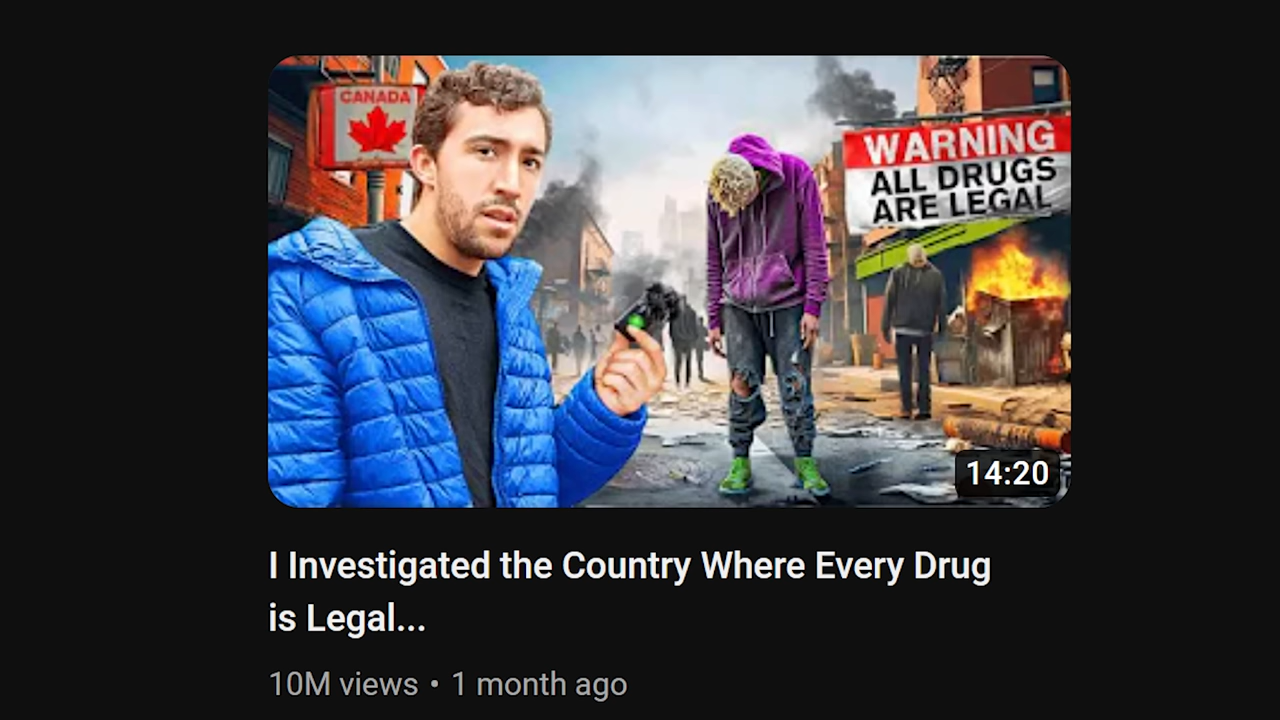 CANADA
WARNING
ALL DRUGS
ARE LEGAL
14:20
I Investigated the Country Where Every Drug
is Legal...
10M views • 1 month ago